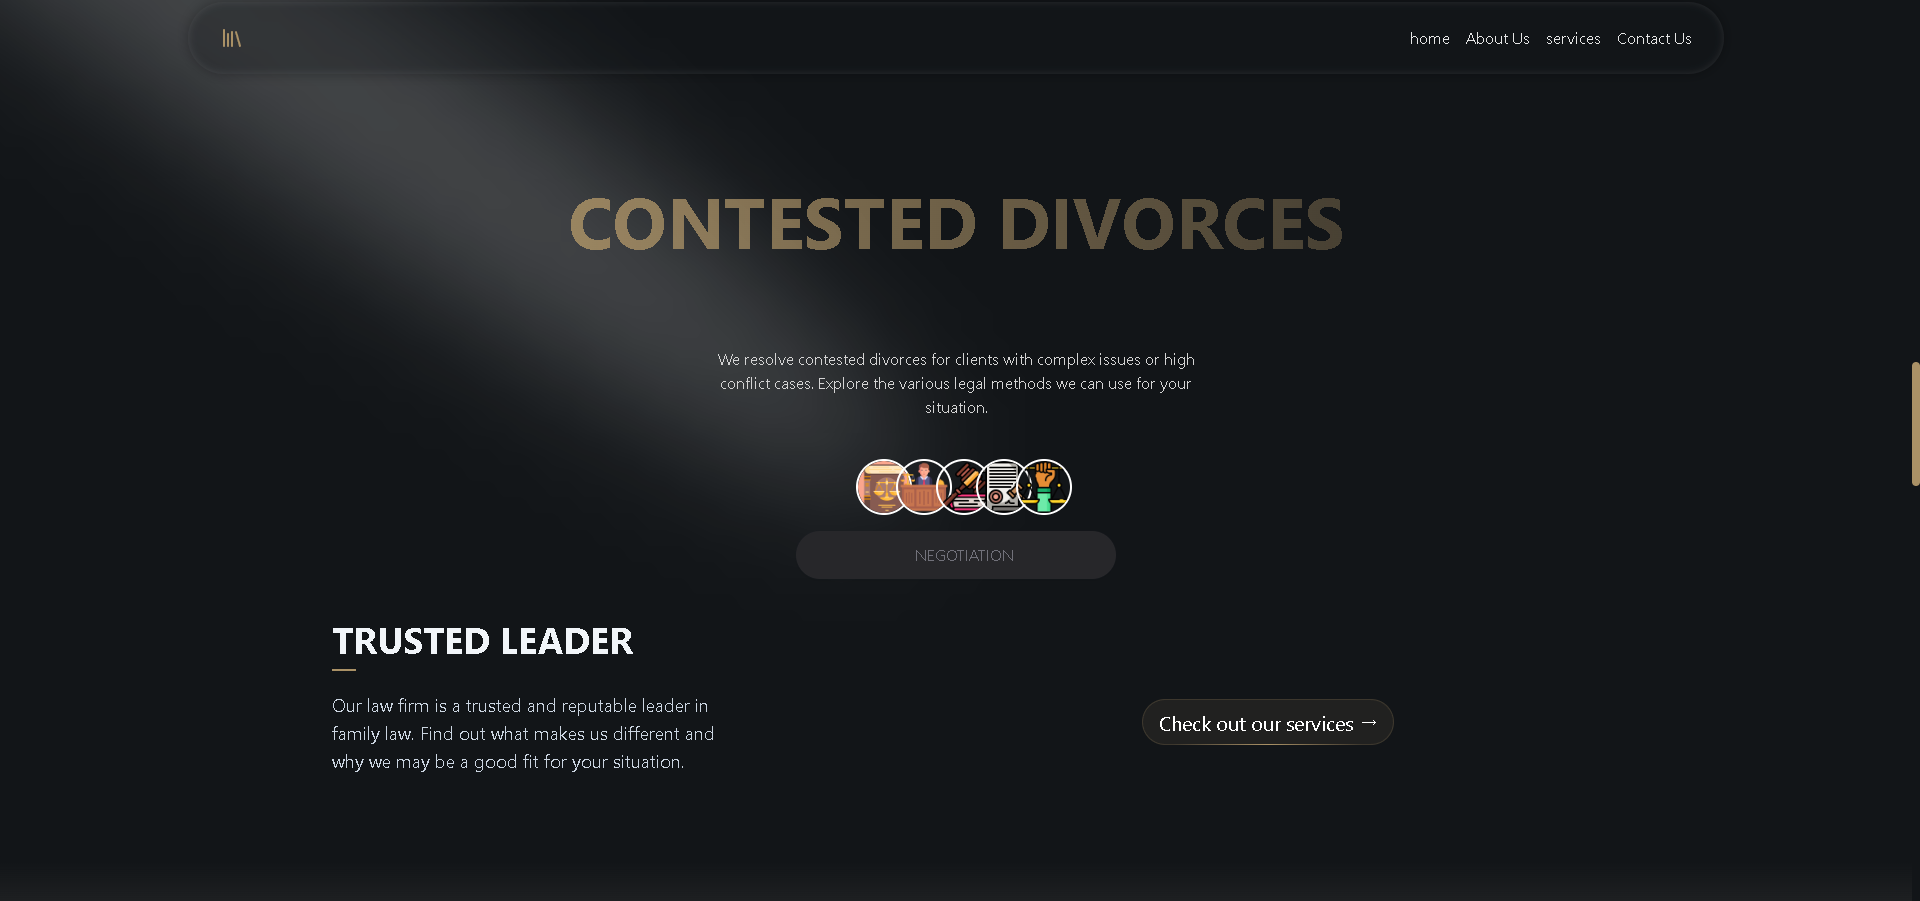 home About Us services Contact Us
CONTESTED DIVORCES
We resolve contested divorces for clients with complex issues or high
conflict cases. Explore the various legal methods we can use for your
situation.
NEGOTIATION
TRUSTED LEADER
Our law firm is a trusted and reputable leader in
family law. Find out what makes us different and
why we may be a good fit for your situation.
Check out our services →